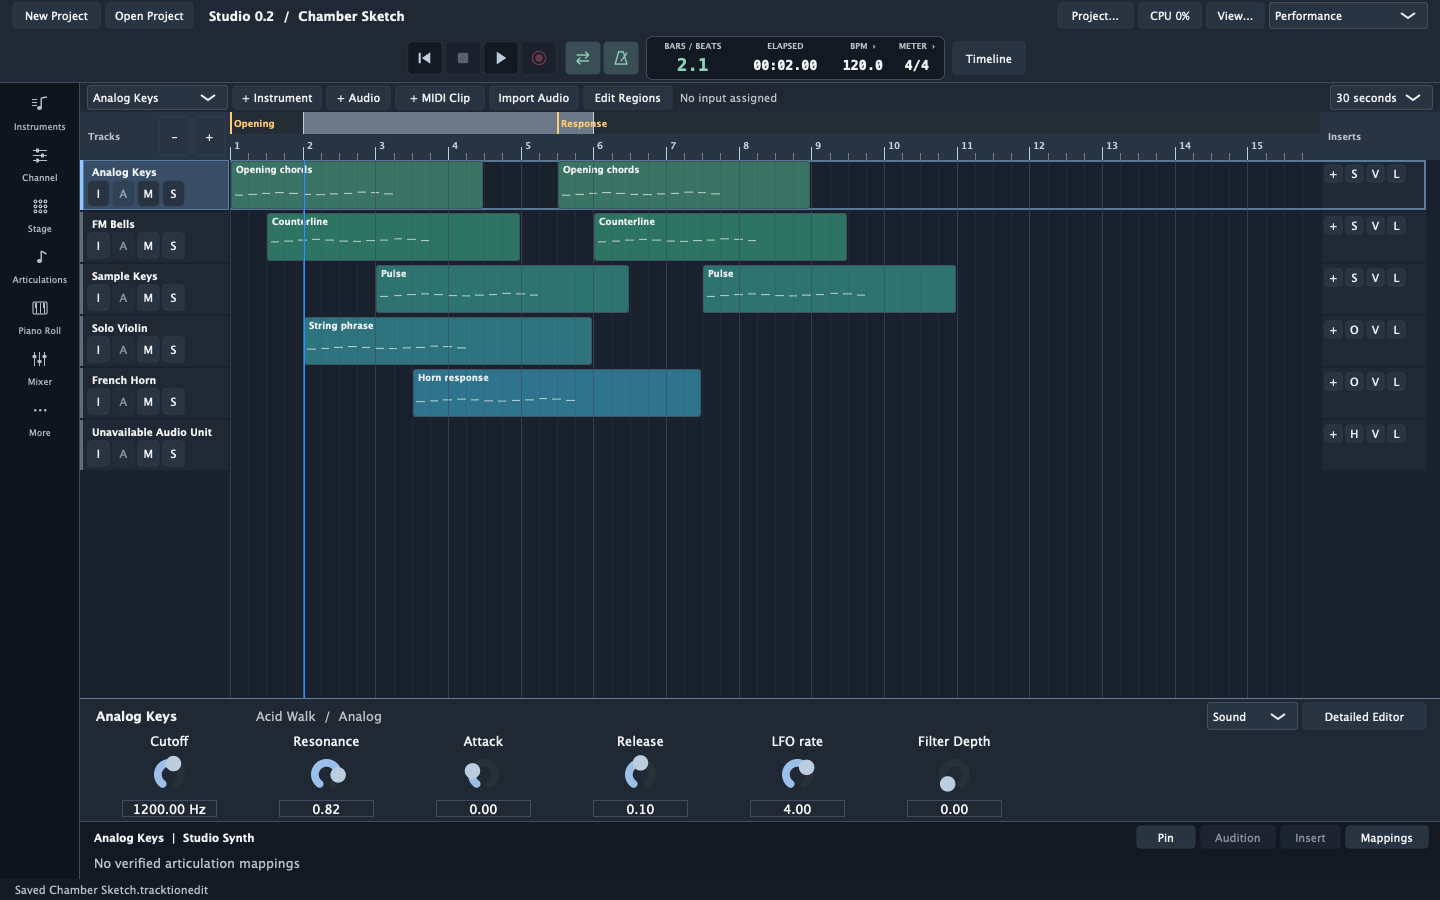 New Project
Open Project
Studio 0.2 / Chamber Sketch
Project...
CPU 0%
View...
Performance
BARS / BEATS
2.1
ELAPSED
00:02.00
BPM ›
120.0
METER ›
4/4
Timeline
Analog Keys
+ Instrument
+ Audio
+ MIDI Clip
Import Audio
Edit Regions
No input assigned
30 seconds
Instruments
Channel
Stage
Articulations
Piano Roll
Mixer
More
Tracks
-
+
Opening
Response
Inserts
1 2 3 4 5 6 7 8 9 10 11 12 13 14 15
Analog Keys
I A M S
Opening chords
Opening chords
+ S V L
FM Bells
I A M S
Counterline
Counterline
+ S V L
Sample Keys
I A M S
Pulse
Pulse
+ S V L
Solo Violin
I A M S
String phrase
+ O V L
French Horn
I A M S
Horn response
+ O V L
Unavailable Audio Unit
I A M S
+ H V L
Analog Keys
Acid Walk / Analog
Sound
Detailed Editor
Cutoff
1200.00 Hz
Resonance
0.82
Attack
0.00
Release
0.10
LFO rate
4.00
Filter Depth
0.00
Analog Keys | Studio Synth
Pin
Audition
Insert
Mappings
No verified articulation mappings
Saved Chamber Sketch.tracktionedit